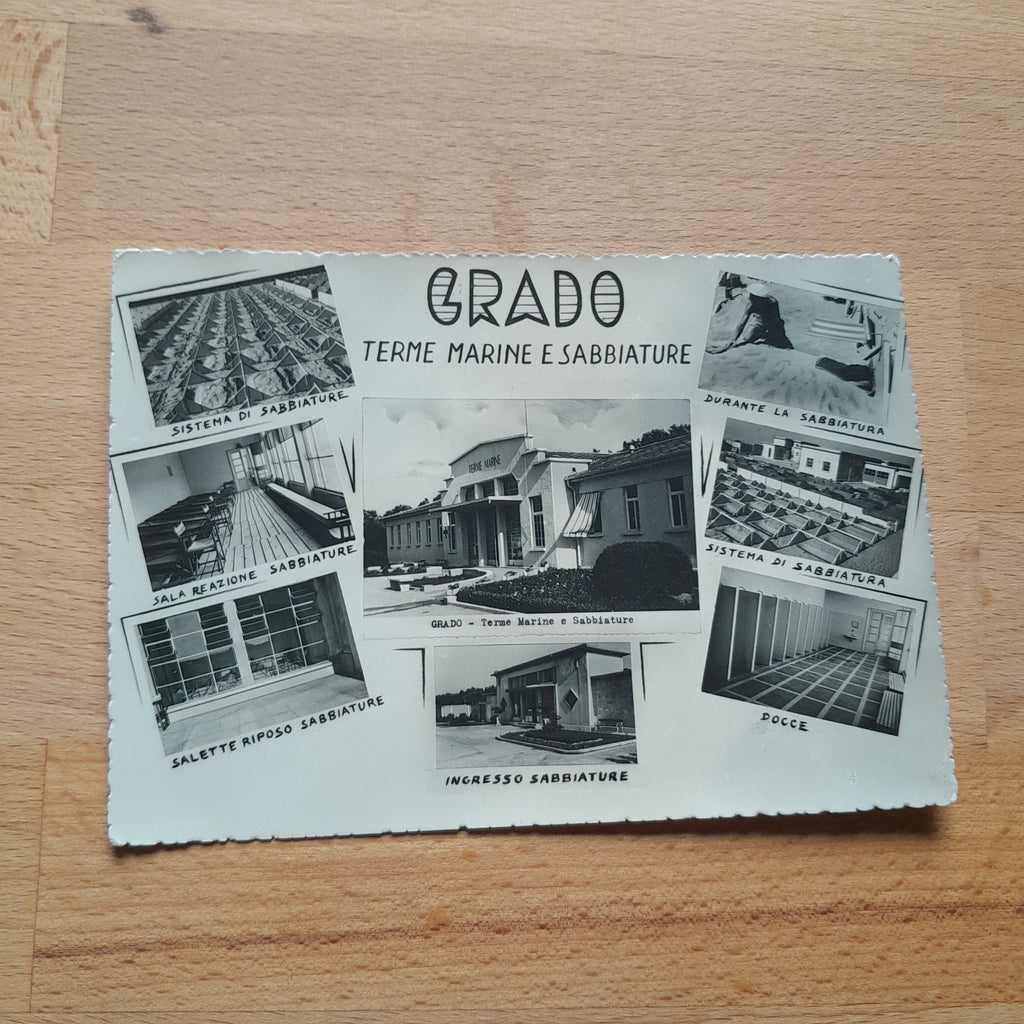 GRADO
TERME MARINE E SABBIATURE
SISTEMA DI SABBIATURE
DURANTE LA SABBIATURA
TERME MARINE
SALA REAZIONE SABBIATURE
SISTEMA DI SABBIATURA
GRADO - Terme Marine e Sabbiature
SALETTE RIPOSO SABBIATURE
DOCCE
INGRESSO SABBIATURE